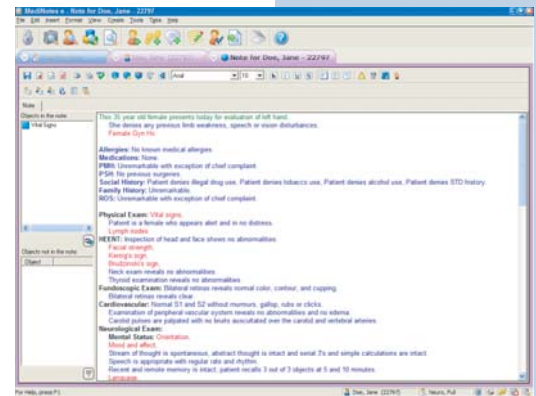 MediNotes e - Note for Doe, Jane - 22797
File Edit Insert Format View Create Tools Type Help
Note for Doe, Jane - 22797
Arial 10
Note
Objects in the note
Vital Signs
Objects not in the note
Object
This 35 year old female presents today for evaluation of left hand.
She denies any previous limb weakness, speech or vision disturbances.
Female Gyn Hx
Allergies: No known medical allergies
Medications: None
PMH: Unremarkable with exception of chief complaint.
PSH: No previous surgeries
Social History: Patient denies illegal drug use, Patient denies tobacco use, Patient denies alcohol use, Patient denies STD history.
Family History: Unremarkable
ROS: Unremarkable with exception of chief complaint.
Physical Exam: Vital signs.
Patient is a female who appears alert and in no distress.
Lymph nodes
HEENT: Inspection of head and face shows no abnormalities
Facial strength.
Kernig's sign.
Brudzinski's sign.
Neck exam reveals no abnormalities
Thyroid examination reveals no abnormalities
Fundoscopic Exam: Bilateral retinas reveals normal color, contour, and cupping.
Bilateral retinas reveals clear
Cardiovascular: Normal S1 and S2 without murmurs, gallop, rubs or clicks.
Examination of peripheral vascular system reveals no abnormalities and no edema
Carotid pulses are palpated with no bruits auscultated over the carotid and vertebral arteries
Neurological Exam:
Mental Status: Orientation.
Mood and affect.
Stream of thought is spontaneous, abstract thought is intact and serial 7's and simple calculations are intact
Speech is appropriate with regular rate and rhythm.
Recent and remote memory is intact, patient recalls 3 out of 3 objects at 5 and 10 minutes.
Language
For Help, press F1
Doe, Jane (22797)
Neuro, Pul